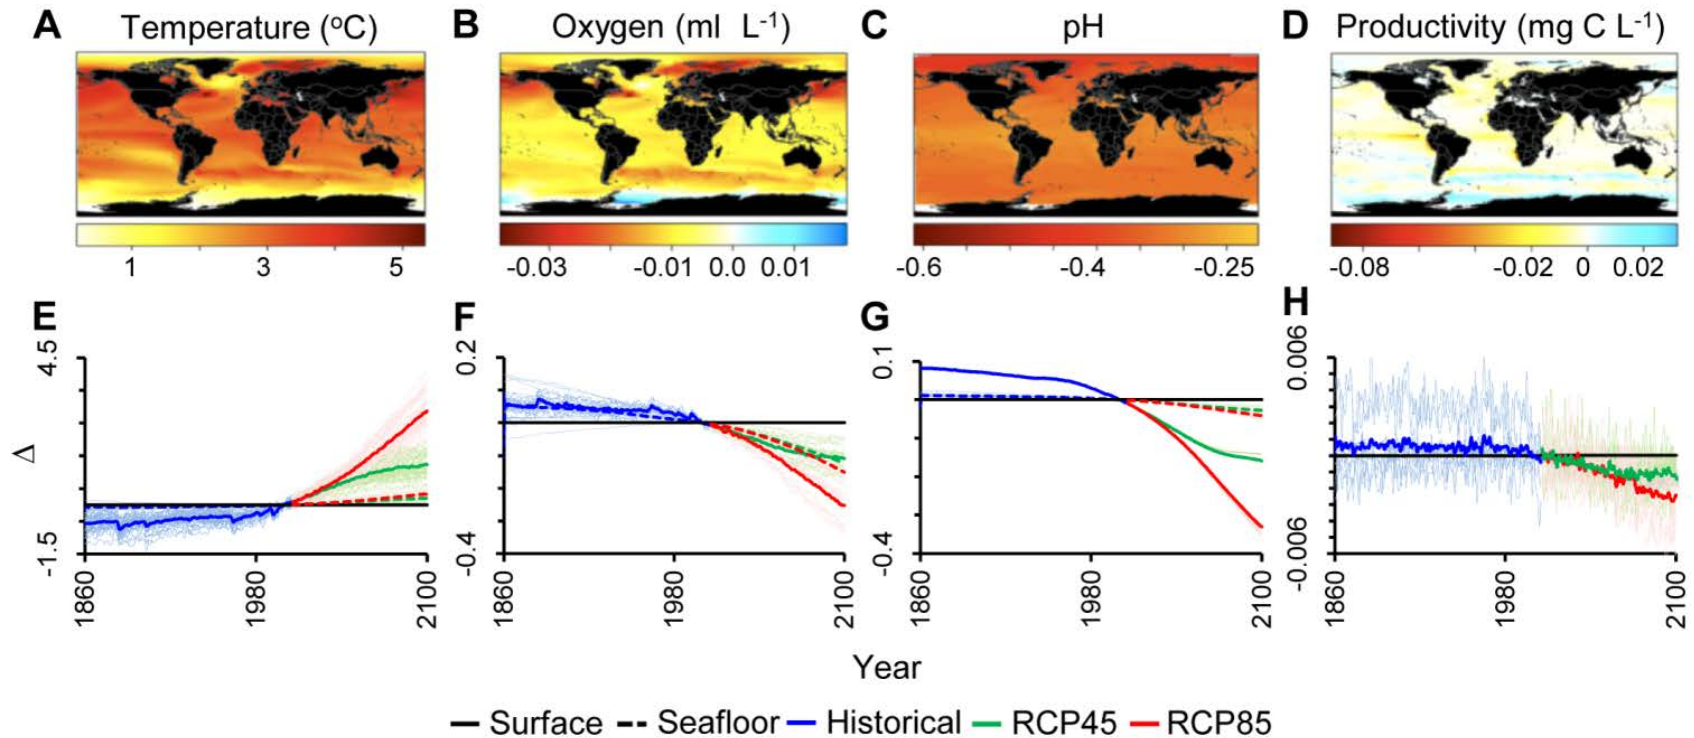 A Temperature (ºC) B Oxygen (ml L-1) C pH D Productivity (mg C L-1)
1 3 5 -0.03 -0.01 0.0 0.01 -0.6 -0.4 -0.25 -0.08 -0.02 0 0.02
E F G H
4.5 0.2 0.1 0.006
Δ
-1.5 -0.4 -0.4 -0.006
1860 1980 2100 1860 1980 2100 1860 1980 2100 1860 1980 2100
Year
Surface Seafloor Historical RCP45 RCP85